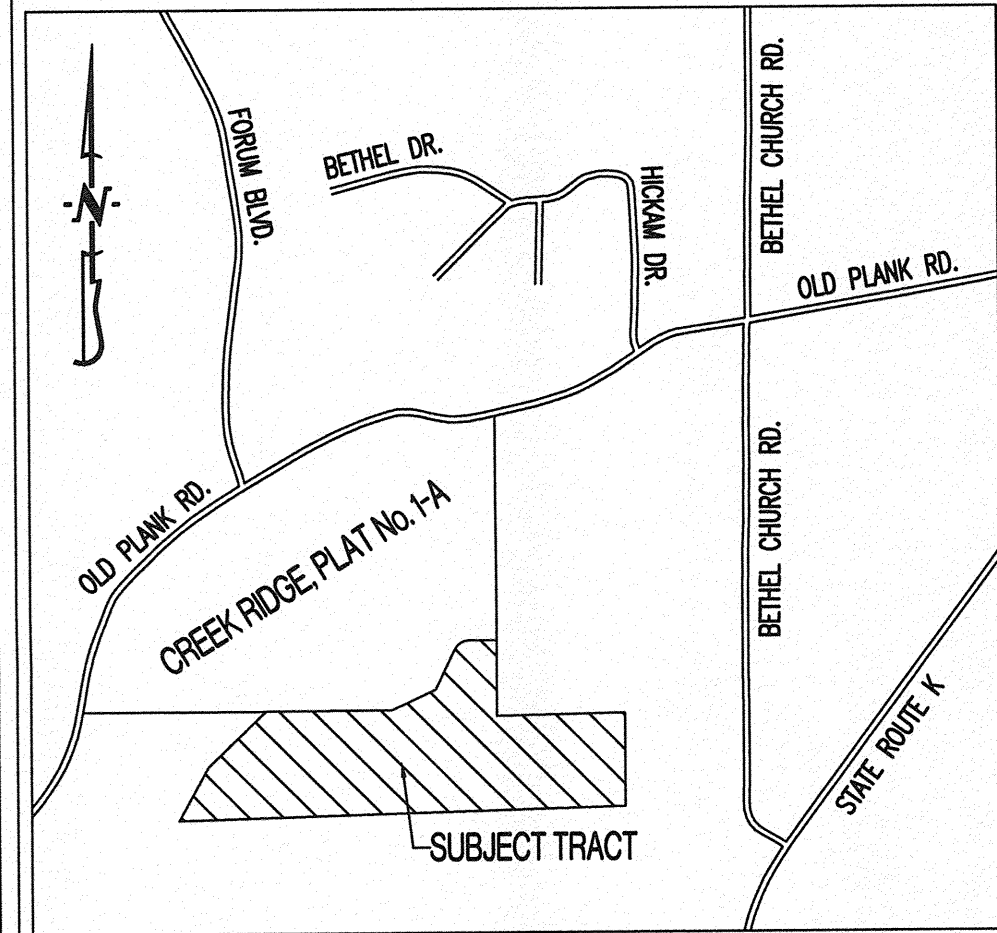 FORUM BLVD.
BETHEL DR.
HICKAM DR.
BETHEL CHURCH RD.
OLD PLANK RD.
N
OLD PLANK RD.
CREEK RIDGE, PLAT No. 1-A
BETHEL CHURCH RD.
STATE ROUTE K
SUBJECT TRACT